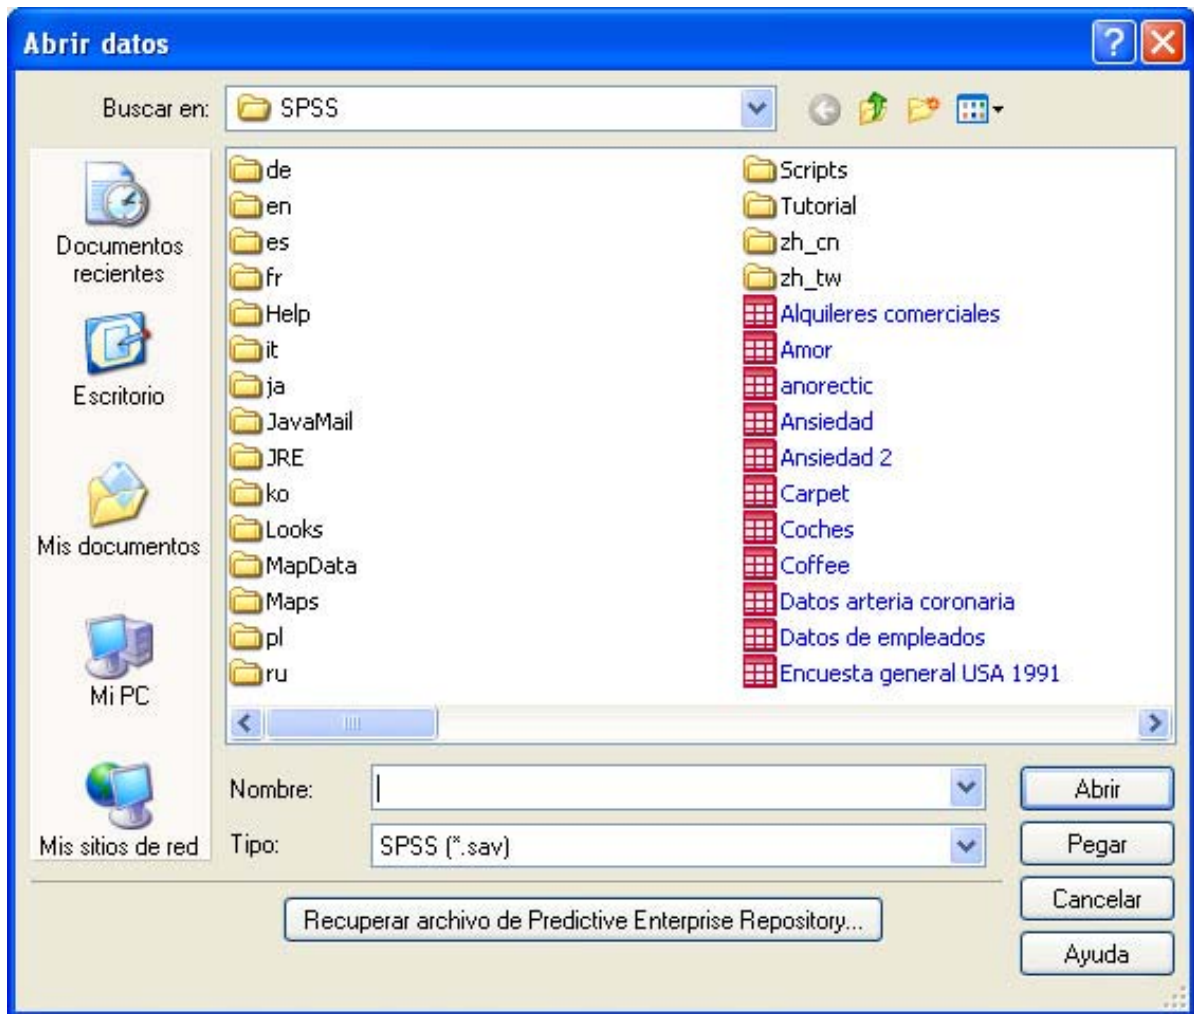 Abrir datos
Buscar en:
SPSS
Documentos
recientes
Escritorio
Mis documentos
Mi PC
Mis sitios de red
de
en
es
fr
Help
it
ja
JavaMail
JRE
ko
Looks
MapData
Maps
pl
ru
Scripts
Tutorial
zh_cn
zh_tw
Alquileres comerciales
Amor
anorectic
Ansiedad
Ansiedad 2
Carpet
Coches
Coffee
Datos arteria coronaria
Datos de empleados
Encuesta general USA 1991
Nombre:
Tipo:
SPSS (*.sav)
Abrir
Pegar
Cancelar
Ayuda
Recuperar archivo de Predictive Enterprise Repository...